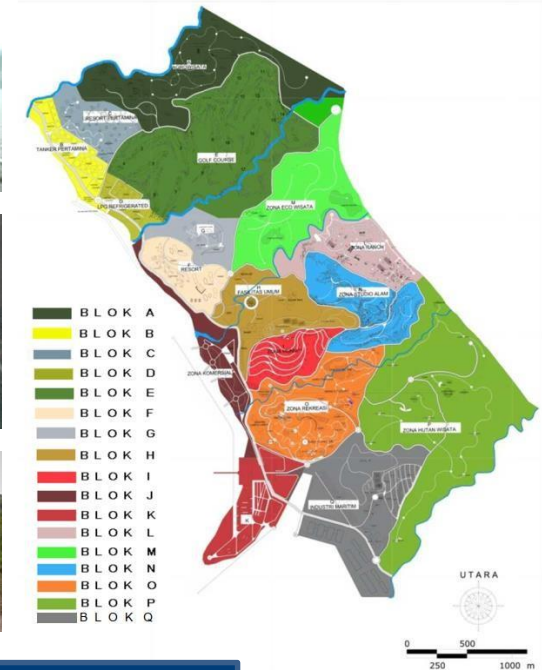 RESORT PERTAMINA
TANKER PERTAMINA
GOLF COURSE
LPG REFRIGERATED
M
ZONA ECO WISATA
RESORT
FASILITAS UMUM
ZONA STUDIO ALAM
ZONA KOMERSIAL
ZONA REKREASI
ZONA HUTAN WISATA
INDUSTRI MARITIM
K
BLOK A
BLOK B
BLOK C
BLOK D
BLOK E
BLOK F
BLOK G
BLOK H
BLOK I
BLOK J
BLOK K
BLOK L
BLOK M
BLOK N
BLOK O
BLOK P
BLOK Q
UTARA
0 500
250 1000 m